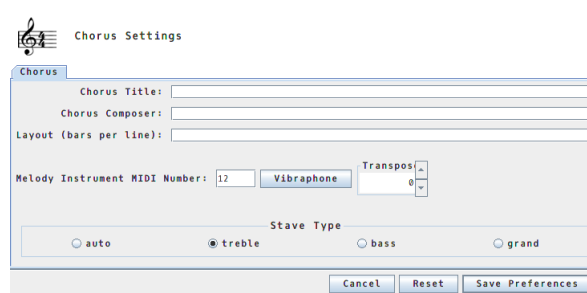 Chorus Settings
Chorus
Chorus Title:
Chorus Composer:
Layout (bars per line):
Transpose
Melody Instrument MIDI Number: 12 Vibraphone 0
Stave Type
auto treble bass grand
Cancel Reset Save Preferences